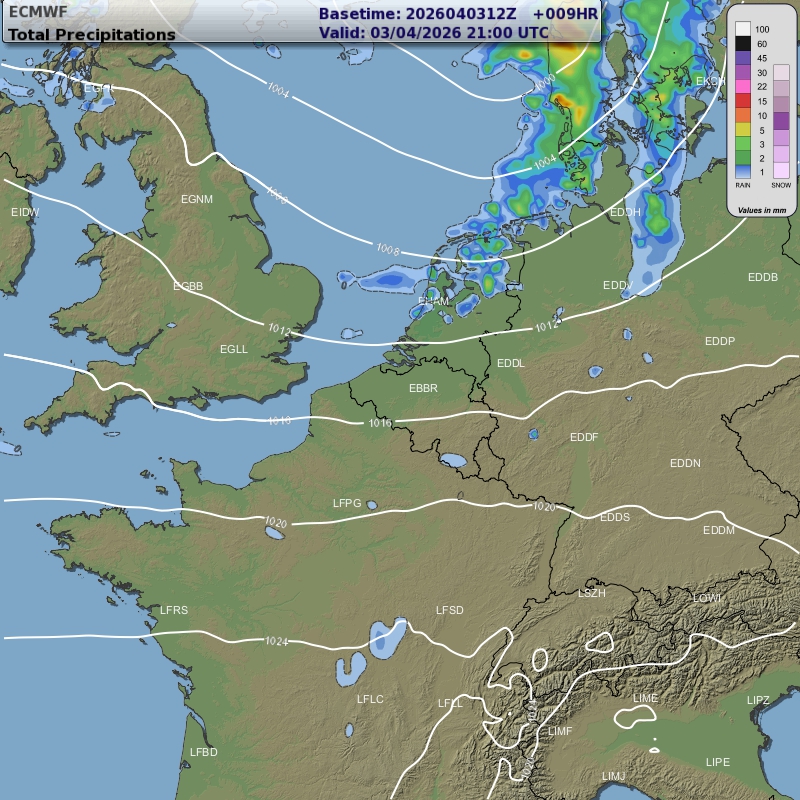 ECMWF
Basetime: 2026040312Z +009HR
Total Precipitations
Valid: 03/04/2026 21:00 UTC
100
60
45
30
22
15
10
5
3
2
1
RAIN SNOW
Values in mm
1000
1004
EKCH
1004
EIDW
EGNM
1008
EDDH
1008
EGBB
EHAM
EDDV
EDDB
1012
1012
EGLL
EDDL
EDDP
EBBR
1016
1016
EDDF
EDDN
LFPG
1020
1020
EDDS
EDDM
LSZH
LOWI
LFRS
LFSD
1024
LFLC
LFLL
1024
LIME
LIPZ
LIMF
LFBD
LIPE
LIMJ